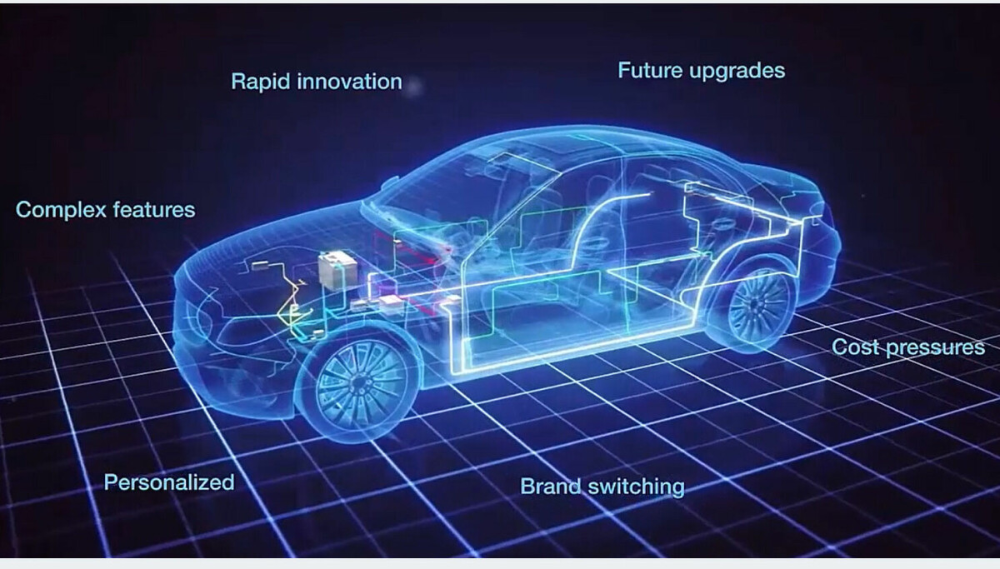 Rapid innovation
Future upgrades
Complex features
Cost pressures
Personalized
Brand switching